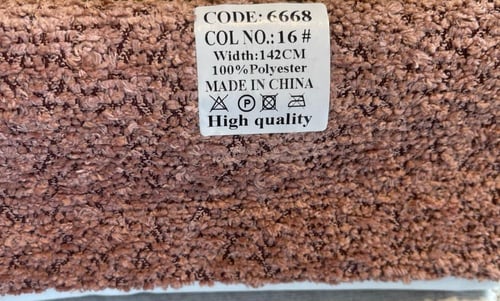 CODE: 6668
COL NO.: 16 #
Width:142CM
100%Polyester
MADE IN CHINA
P
High quality